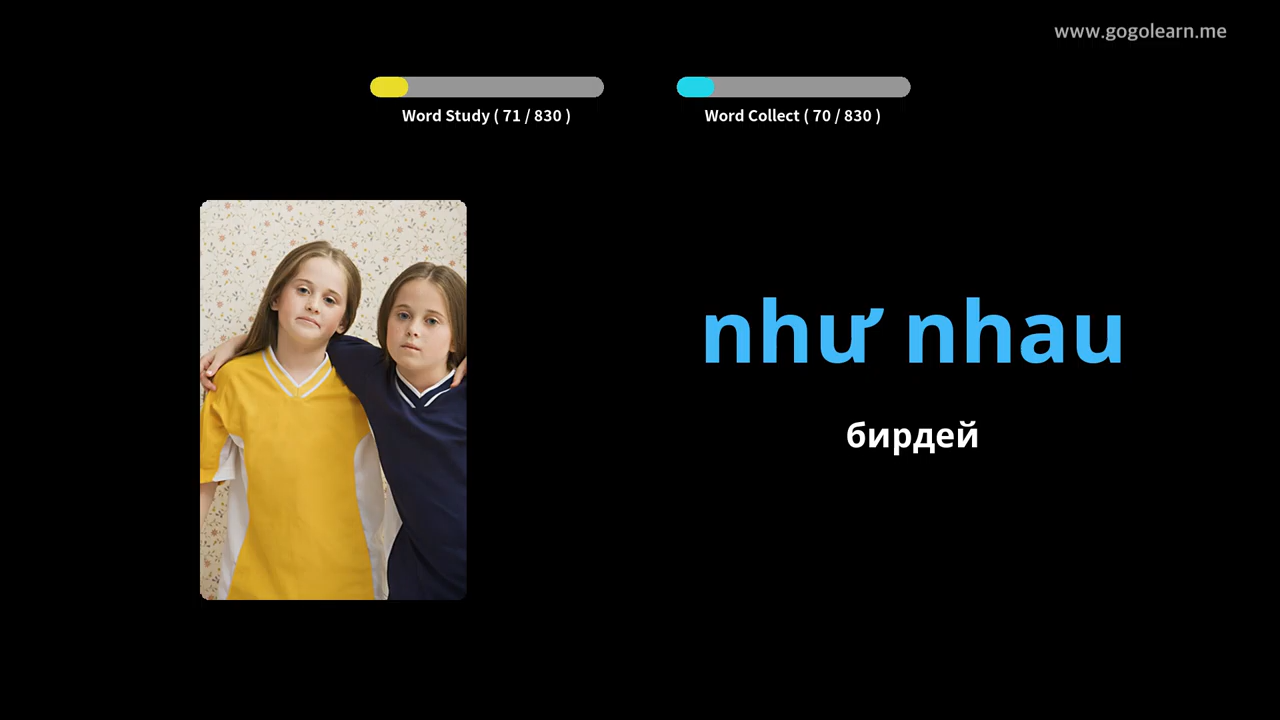 www.gogolearn.me
Word Study ( 71 / 830 )
Word Collect ( 70 / 830 )
như nhau
бирдей